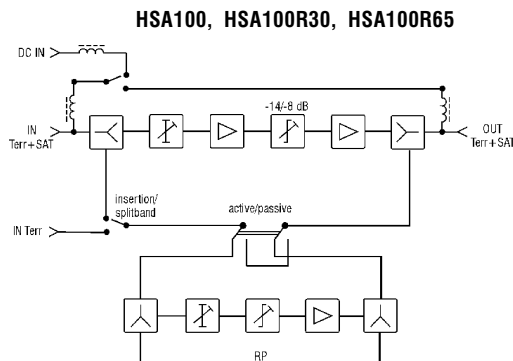 HSA100, HSA100R30, HSA100R65
DC IN
-14/-8 dB
IN
Terr+SAT
OUT
Terr+SAT
insertion/
splitband
active/passive
IN Terr
RP